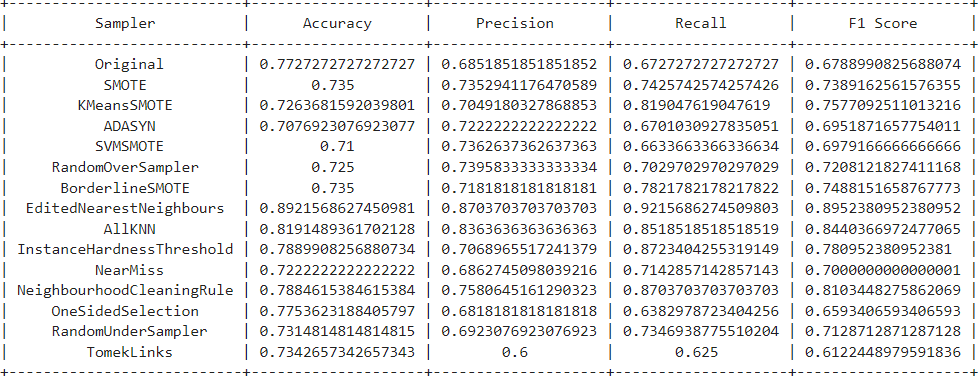 +--------------------------+--------------------+--------------------+--------------------+--------------------+
| Sampler | Accuracy | Precision | Recall | F1 Score |
+--------------------------+--------------------+--------------------+--------------------+--------------------+
| Original | 0.7727272727272727 | 0.6851851851851852 | 0.6727272727272727 | 0.6788990825688074 |
| SMOTE | 0.735 | 0.7352941176470589 | 0.7425742574257426 | 0.7389162561576355 |
| KMeansSMOTE | 0.7263681592039801 | 0.7049180327868853 | 0.819047619047619 | 0.7577092511013216 |
| ADASYN | 0.7076923076923077 | 0.7222222222222222 | 0.6701030927835051 | 0.6951871657754011 |
| SVMSMOTE | 0.71 | 0.7362637362637363 | 0.6633663366336634 | 0.6979166666666666 |
| RandomOverSampler | 0.725 | 0.7395833333333334 | 0.7029702970297029 | 0.7208121827411168 |
| BorderlineSMOTE | 0.735 | 0.7181818181818181 | 0.7821782178217822 | 0.7488151658767773 |
| EditedNearestNeighbours | 0.8921568627450981 | 0.8703703703703703 | 0.9215686274509803 | 0.8952380952380952 |
| AllKNN | 0.8191489361702128 | 0.8363636363636363 | 0.8518518518518519 | 0.8440366972477065 |
| InstanceHardnessThreshold | 0.7889908256880734 | 0.7068965517241379 | 0.8723404255319149 | 0.780952380952381 |
| NearMiss | 0.7222222222222222 | 0.6862745098039216 | 0.7142857142857143 | 0.7000000000000001 |
| NeighbourhoodCleaningRule | 0.7884615384615384 | 0.7580645161290323 | 0.8703703703703703 | 0.8103448275862069 |
| OneSidedSelection | 0.7753623188405797 | 0.6818181818181818 | 0.6382978723404256 | 0.6593406593406593 |
| RandomUnderSampler | 0.7314814814814815 | 0.6923076923076923 | 0.7346938775510204 | 0.7128712871287128 |
| TomekLinks | 0.7342657342657343 | 0.6 | 0.625 | 0.6122448979591836 |
+--------------------------+--------------------+--------------------+--------------------+--------------------+